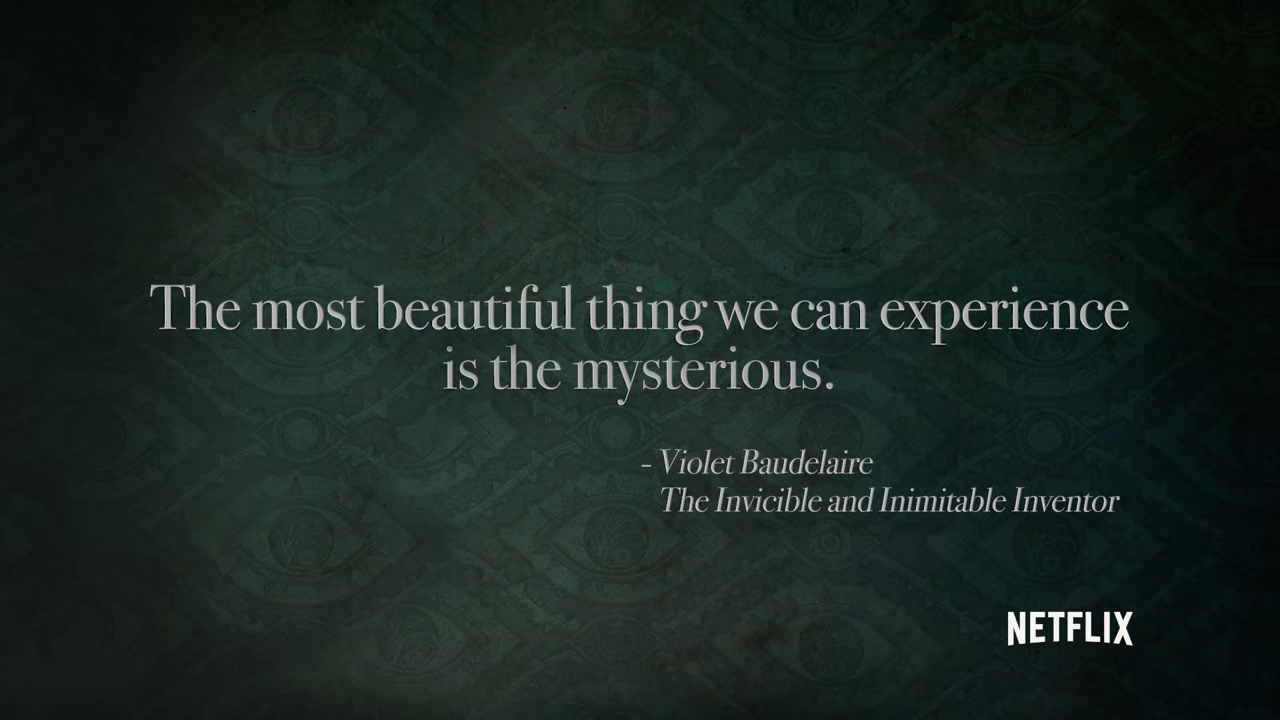 The most beautiful thing we can experience
is the mysterious.
- Violet Baudelaire
The Invicible and Inimitable Inventor
NETFLIX